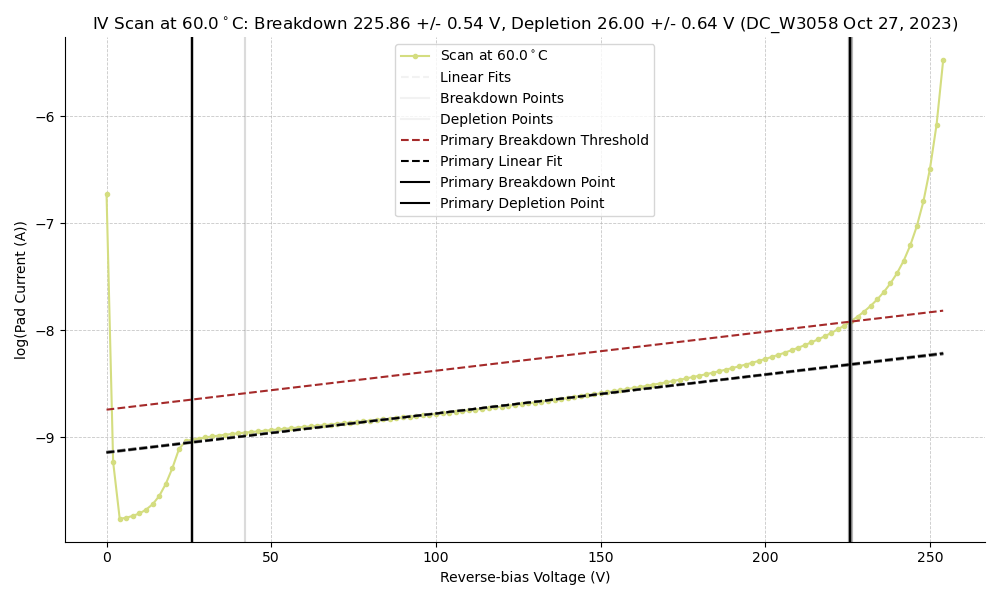 IV Scan at 60.0°C: Breakdown 225.86 +/- 0.54 V, Depletion 26.00 +/- 0.64 V (DC_W3058 Oct 27, 2023)
Scan at 60.0°C
Linear Fits
Breakdown Points
Depletion Points
Primary Breakdown Threshold
Primary Linear Fit
Primary Breakdown Point
Primary Depletion Point
log(Pad Current (A))
−6
−7
−8
−9
0 50 100 150 200 250
Reverse-bias Voltage (V)